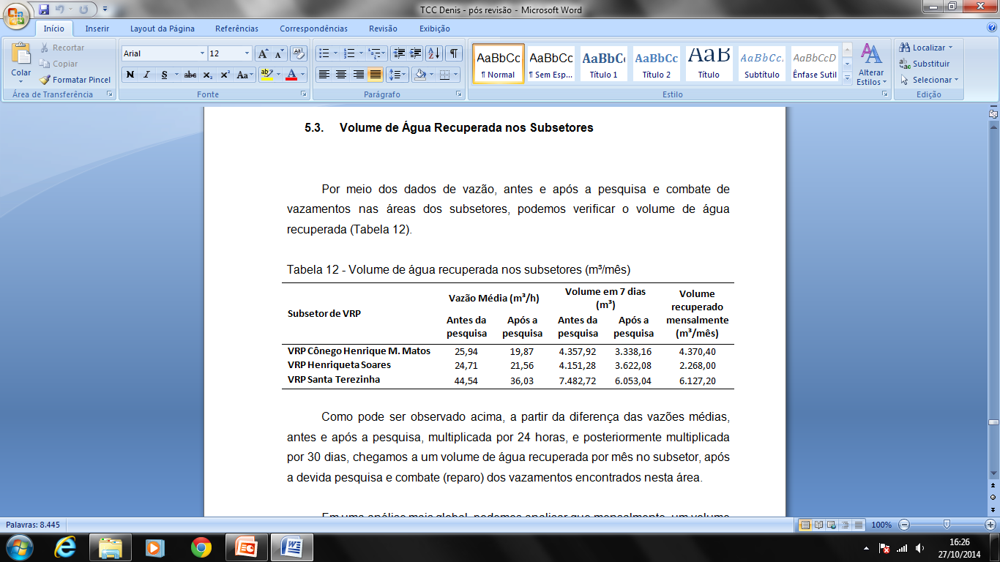 TCC Denis - pós revisão - Microsoft Word
Início Inserir Layout da Página Referências Correspondências Revisão Exibição
Colar
Recortar
Copiar
Formatar Pincel
Área de Transferência
Arial 12
N I S abc x₂ x² Aa
Fonte
Parágrafo
AaBbCc AaBbCc AaBbC AaBbCc AaB AaBbCc. AaBbCcD
¶ Normal ¶ Sem Esp... Título 1 Título 2 Título Subtítulo Ênfase Sutil
Alterar
Estilos
Estilo
Localizar
Substituir
Selecionar
Edição
5.3. Volume de Água Recuperada nos Subsetores
Por meio dos dados de vazão, antes e após a pesquisa e combate de
vazamentos nas áreas dos subsetores, podemos verificar o volume de água
recuperada (Tabela 12).
Tabela 12 - Volume de água recuperada nos subsetores (m³/mês)
Subsetor de VRP
Vazão Média (m³/h)
Volume em 7 dias
(m³)
Volume
recuperado
mensalmente
(m³/mês)
Antes da
pesquisa
Após a
pesquisa
Antes da
pesquisa
Após a
pesquisa
VRP Cônego Henrique M. Matos 25,94 19,87 4.357,92 3.338,16 4.370,40
VRP Henriqueta Soares 24,71 21,56 4.151,28 3.622,08 2.268,00
VRP Santa Terezinha 44,54 36,03 7.482,72 6.053,04 6.127,20
Como pode ser observado acima, a partir da diferença das vazões médias,
antes e após a pesquisa, multiplicada por 24 horas, e posteriormente multiplicada
por 30 dias, chegamos a um volume de água recuperada por mês no subsetor, após
a devida pesquisa e combate (reparo) dos vazamentos encontrados nesta área.
Em uma análise mais global, podemos analisar que mensalmente, um volume
Palavras: 8.445
100%
16:26
27/10/2014